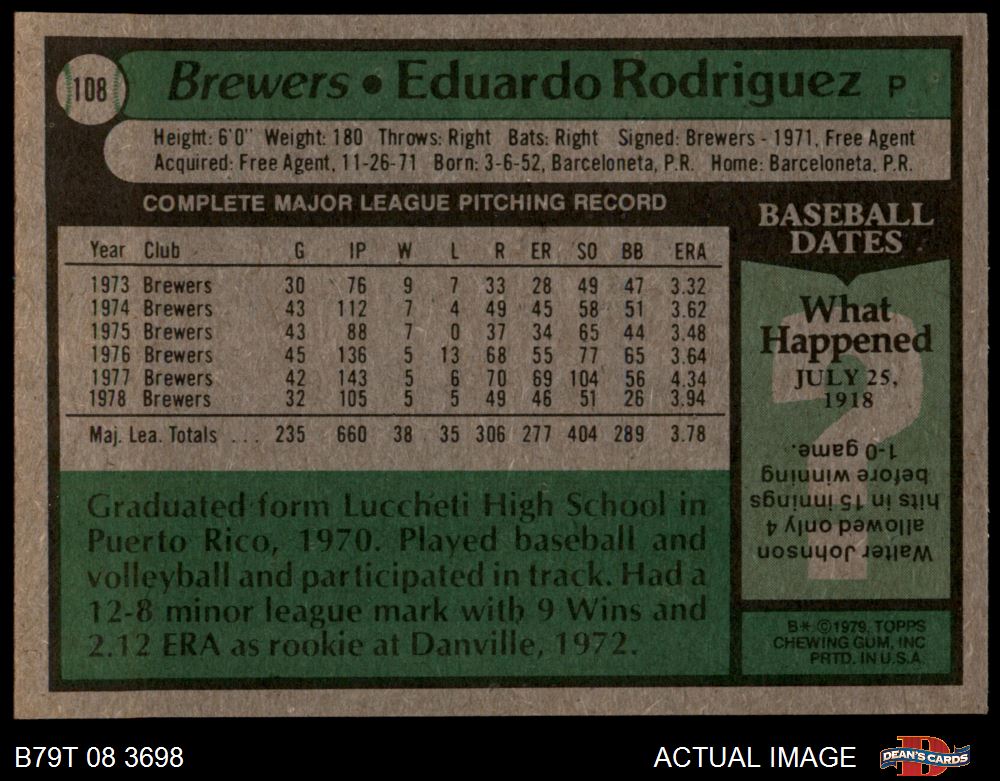 108
Brewers • Eduardo Rodriguez P
Height: 6'0" Weight: 180 Throws: Right Bats: Right Signed: Brewers - 1971, Free Agent
Acquired: Free Agent, 11-26-71 Born: 3-6-52, Barceloneta, P.R. Home: Barceloneta, P.R.
COMPLETE MAJOR LEAGUE PITCHING RECORD
Year Club G IP W L R ER SO BB ERA
1973 Brewers 30 76 9 7 33 28 49 47 3.32
1974 Brewers 43 112 7 4 49 45 58 51 3.62
1975 Brewers 43 88 7 0 37 34 65 44 3.48
1976 Brewers 45 136 5 13 68 55 77 65 3.64
1977 Brewers 42 143 5 6 70 69 104 56 4.34
1978 Brewers 32 105 5 5 49 46 51 26 3.94
Maj. Lea. Totals ... 235 660 38 35 306 277 404 289 3.78
Graduated form Luccheti High School in
Puerto Rico, 1970. Played baseball and
volleyball and participated in track. Had a
12-8 minor league mark with 9 Wins and
2.12 ERA as rookie at Danville, 1972.
BASEBALL
DATES
What
Happened
JULY 25,
1918
Walter Johnson
allowed only 4
hits in 15 innings
before winning
1-0 game.
B* ©1979, TOPPS
CHEWING GUM, INC
PRTD. IN U.S.A.
B79T 08 3698
ACTUAL IMAGE
DEAN'S CARDS